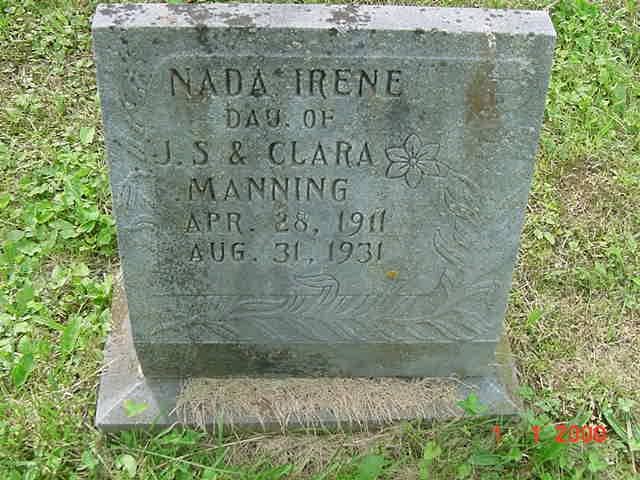 NADA IRENE
DAU. OF
J. S & CLARA
MANNING
APR. 28, 1911
AUG. 31, 1931
1 1 2000